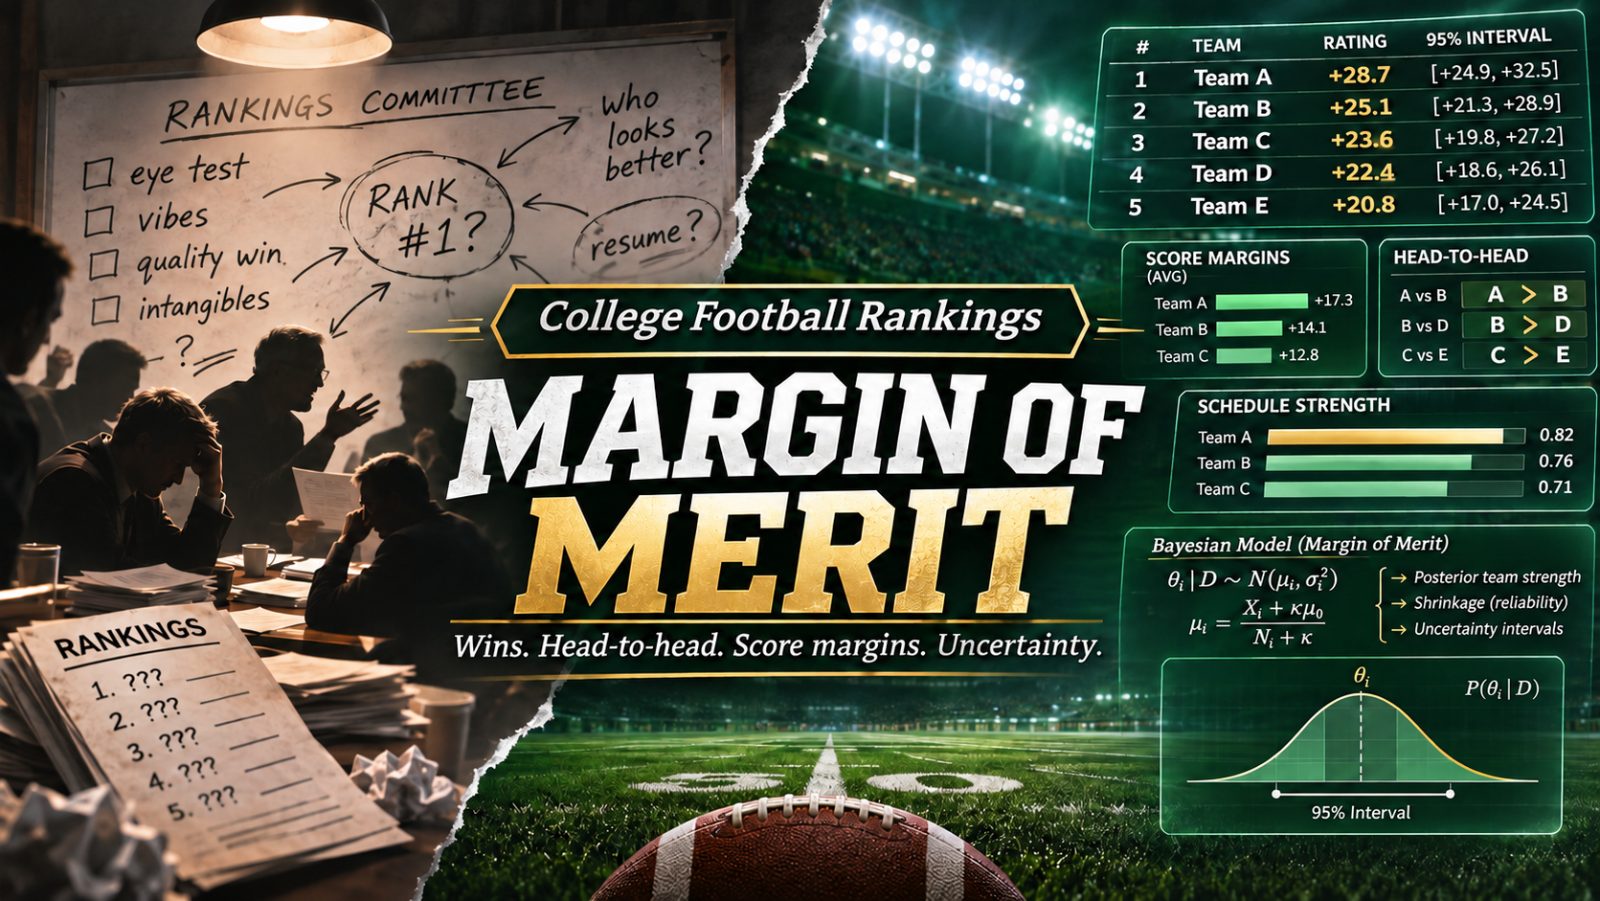 RANKINGS COMMITTTEE
eye test
vibes
quality win.
intangibles
?
RANK
#1?
who
looks
better?
resume?
RANKINGS
1. ???
2. ???
3. ???
4. ???
5. ???
College Football Rankings
MARGIN OF
MERIT
Wins. Head-to-head. Score margins. Uncertainty.
# TEAM RATING 95% INTERVAL
1 Team A +28.7 [+24.9, +32.5]
2 Team B +25.1 [+21.3, +28.9]
3 Team C +23.6 [+19.8, +27.2]
4 Team D +22.4 [+18.6, +26.1]
5 Team E +20.8 [+17.0, +24.5]
SCORE MARGINS
(AVG)
Team A +17.3
Team B +14.1
Team C +12.8
HEAD-TO-HEAD
A vs B A > B
B vs D B > D
C vs E C > E
SCHEDULE STRENGTH
Team A 0.82
Team B 0.76
Team C 0.71
Bayesian Model (Margin of Merit)
θᵢ | D ~ N(μᵢ, σᵢ²)
μᵢ = (Xᵢ + κμ₀) / (Nᵢ + κ)
→ Posterior team strength
→ Shrinkage (reliability)
→ Uncertainty intervals
θᵢ
P(θᵢ | D)
95% Interval
5 0